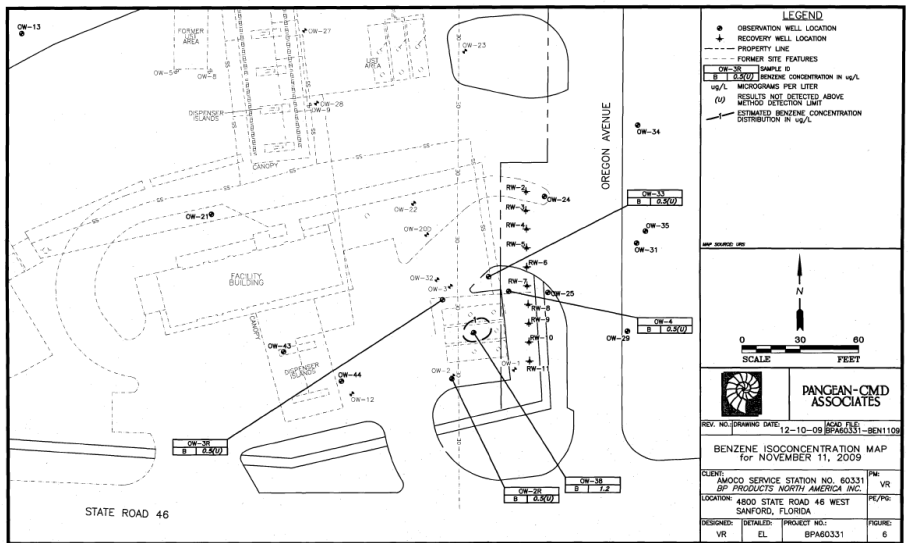 OW-13
OW-27
FORMER
LIST
AREA
OW-5
OW-8
LIST
AREA
OW-23
OW-28
OW-9
DISPENSER
ISLANDS
CANOPY
OW-21
OW-22
OW-20D
FACILITY
BUILDING
OW-32
OW-3
CANOPY
OW-43
DISPENSER
ISLANDS
OW-44
OW-12
OW-2
OW-1
1
OREGON AVENUE
OW-34
RW-2
RW-3
RW-4
RW-5
RW-6
RW-7
RW-8
RW-9
RW-10
RW-11
OW-24
OW-35
OW-31
OW-25
OW-29
OW-33
B 0.5(U)
OW-4
B 0.5(U)
OW-3R
B 0.5(U)
OW-38
B 1.2
OW-2R
B 0.5(U)
STATE ROAD 46
LEGEND
OBSERVATION WELL LOCATION
RECOVERY WELL LOCATION
PROPERTY LINE
FORMER SITE FEATURES
OW-3R SAMPLE ID
B 0.5(U) BENZENE CONCENTRATION IN ug/L
ug/L MICROGRAMS PER LITER
(U) RESULTS NOT DETECTED ABOVE
METHOD DETECTION LIMIT
1 ESTIMATED BENZENE CONCENTRATION
DISTRIBUTION IN ug/L
MAP SOURCE: URS
N
0 30 60
SCALE FEET
PANGEAN-CMD
ASSOCIATES
REV. NO.: DRAWING DATE: 12-10-09 ACAD FILE: BPA60331-BEN1109
BENZENE ISOCONCENTRATION MAP
for NOVEMBER 11, 2009
CLIENT: AMOCO SERVICE STATION NO. 60331
BP PRODUCTS NORTH AMERICA INC.
PM: VR
LOCATION: 4800 STATE ROAD 46 WEST
SANFORD, FLORIDA
PE/PG:
DESIGNED: VR
DETAILED: EL
PROJECT NO.: BPA60331
FIGURE: 6